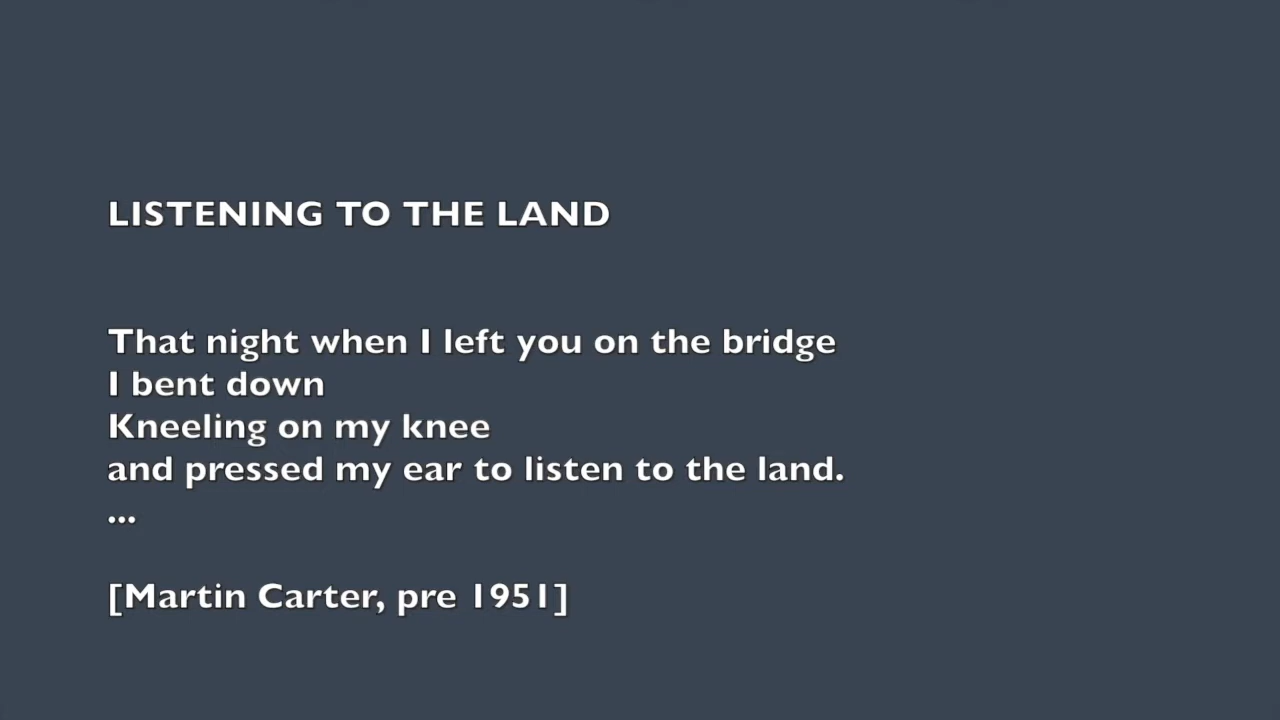 LISTENING TO THE LAND
That night when I left you on the bridge
I bent down
Kneeling on my knee
and pressed my ear to listen to the land.
...
[Martin Carter, pre 1951]